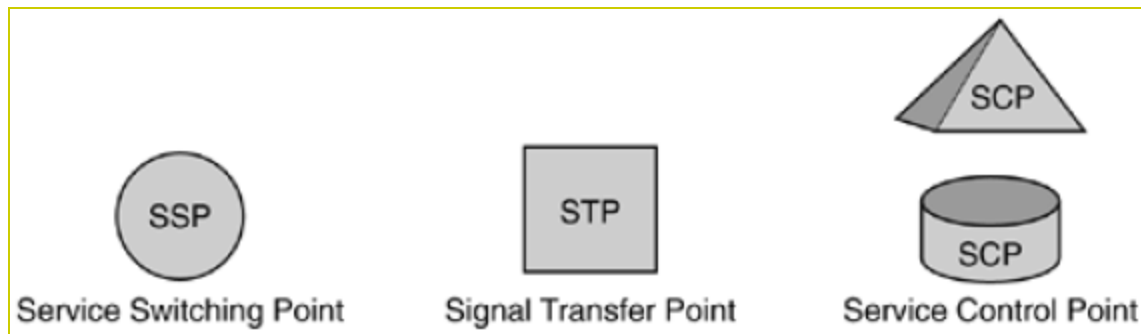 SCP
SSP
STP
SCP
Service Switching Point
Signal Transfer Point
Service Control Point